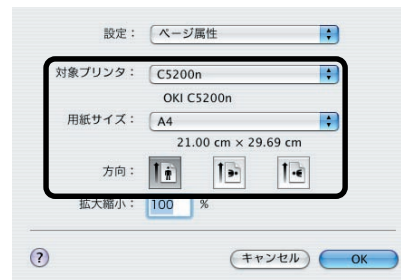 設定： ページ属性
対象プリンタ： C5200n
OKI C5200n
用紙サイズ： A4
21.00 cm × 29.69 cm
方向：
拡大縮小： 100 %
? キャンセル OK